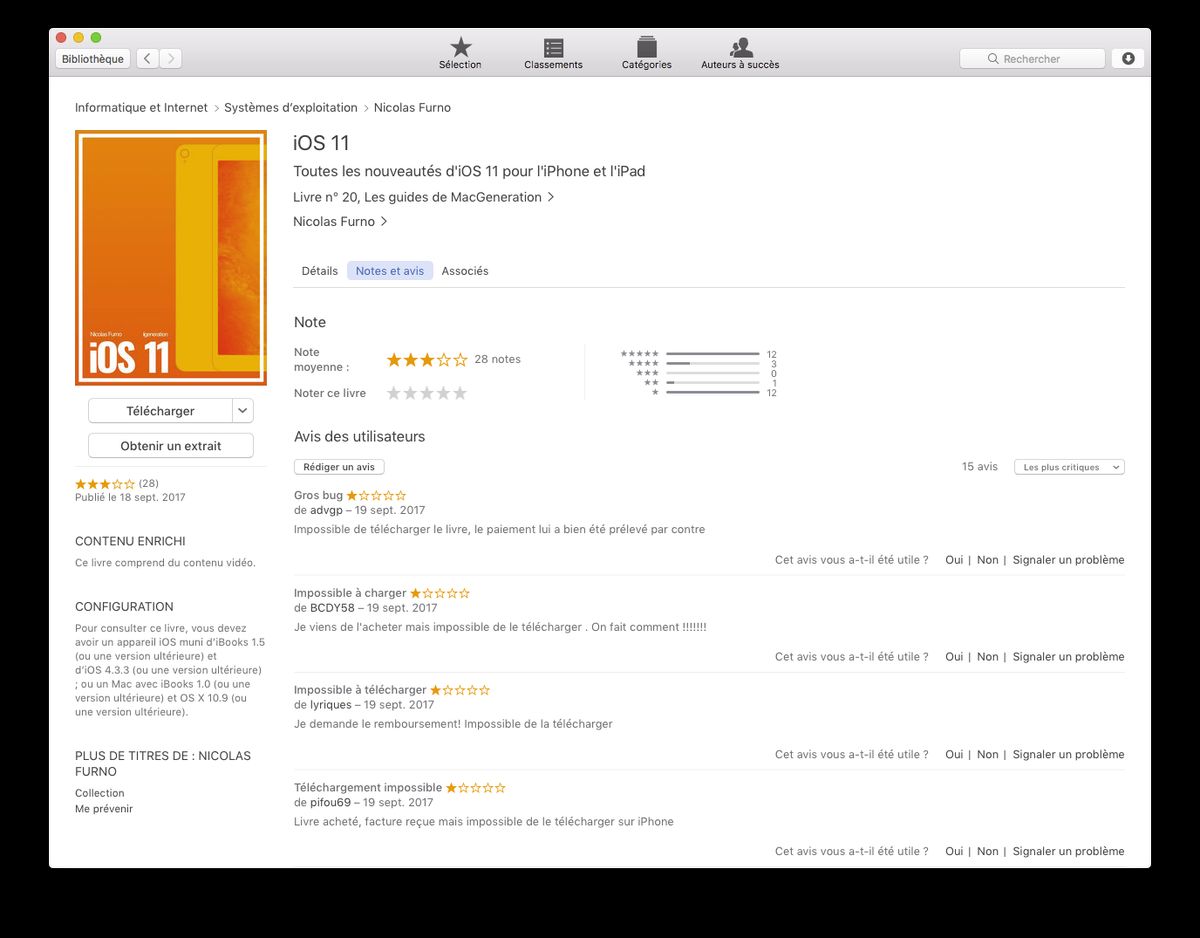 Bibliothèque
Sélection
Classements
Catégories
Auteurs à succès
Rechercher
Informatique et Internet > Systèmes d'exploitation > Nicolas Furno
Nicolas Furno igeneration
iOS 11
Télécharger
Obtenir un extrait
★★★☆☆ (28)
Publié le 18 sept. 2017
CONTENU ENRICHI
Ce livre comprend du contenu vidéo.
CONFIGURATION
Pour consulter ce livre, vous devez
avoir un appareil iOS muni d'iBooks 1.5
(ou une version ultérieure) et
d'iOS 4.3.3 (ou une version ultérieure)
; ou un Mac avec iBooks 1.0 (ou une
version ultérieure) et OS X 10.9 (ou
une version ultérieure).
PLUS DE TITRES DE : NICOLAS
FURNO
Collection
Me prévenir
iOS 11
Toutes les nouveautés d'iOS 11 pour l'iPhone et l'iPad
Livre n° 20, Les guides de MacGeneration >
Nicolas Furno >
Détails Notes et avis Associés
Note
Note
moyenne :
★★★☆☆ 28 notes
Noter ce livre ★★★★★
★★★★★ 12
★★★★ 3
★★★ 0
★★ 1
★ 12
Avis des utilisateurs
Rédiger un avis
15 avis
Les plus critiques
Gros bug ★☆☆☆☆
de advgp – 19 sept. 2017
Impossible de télécharger le livre, le paiement lui a bien été prélevé par contre
Cet avis vous a-t-il été utile ? Oui | Non | Signaler un problème
Impossible à charger ★☆☆☆☆
de BCDY58 – 19 sept. 2017
Je viens de l'acheter mais impossible de le télécharger . On fait comment !!!!!!!
Cet avis vous a-t-il été utile ? Oui | Non | Signaler un problème
Impossible à télécharger ★☆☆☆☆
de lyriques – 19 sept. 2017
Je demande le remboursement! Impossible de la télécharger
Cet avis vous a-t-il été utile ? Oui | Non | Signaler un problème
Téléchargement impossible ★☆☆☆☆
de pifou69 – 19 sept. 2017
Livre acheté, facture reçue mais impossible de le télécharger sur iPhone
Cet avis vous a-t-il été utile ? Oui | Non | Signaler un problème